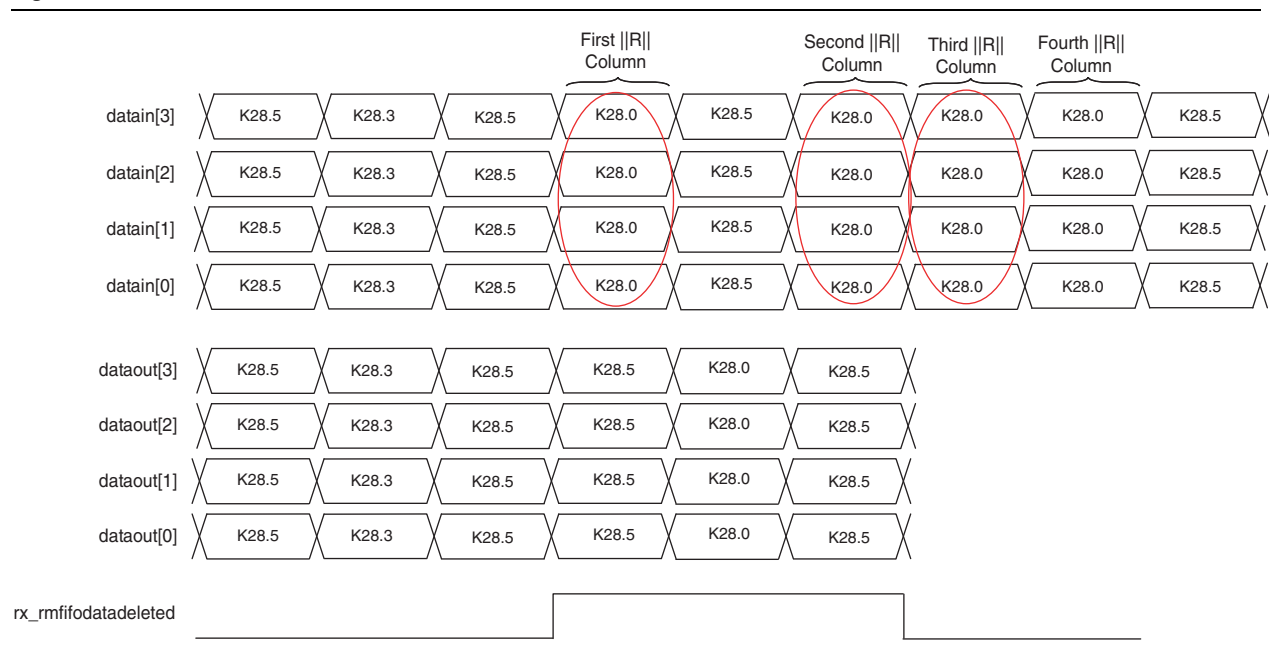 First ||R||
Column
Second ||R||
Column
Third ||R||
Column
Fourth ||R||
Column
datain[3] K28.5 K28.3 K28.5 K28.0 K28.5 K28.0 K28.0 K28.0 K28.5
datain[2] K28.5 K28.3 K28.5 K28.0 K28.5 K28.0 K28.0 K28.0 K28.5
datain[1] K28.5 K28.3 K28.5 K28.0 K28.5 K28.0 K28.0 K28.0 K28.5
datain[0] K28.5 K28.3 K28.5 K28.0 K28.5 K28.0 K28.0 K28.0 K28.5
dataout[3] K28.5 K28.3 K28.5 K28.5 K28.0 K28.5
dataout[2] K28.5 K28.3 K28.5 K28.5 K28.0 K28.5
dataout[1] K28.5 K28.3 K28.5 K28.5 K28.0 K28.5
dataout[0] K28.5 K28.3 K28.5 K28.5 K28.0 K28.5
rx_rmfifodatadeleted